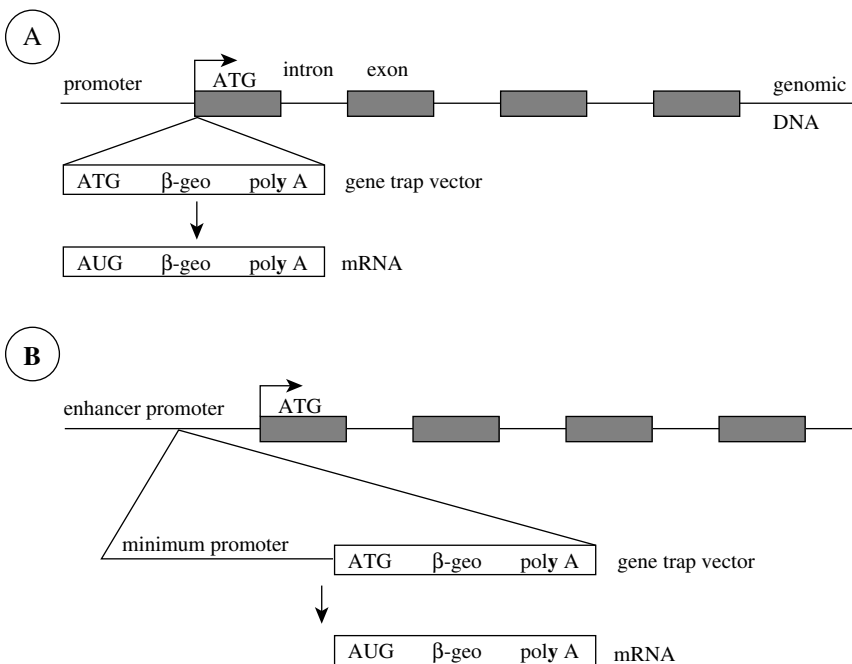 A
ATG intron exon
promoter genomic
DNA
ATG β-geo poly A gene trap vector
AUG β-geo poly A mRNA
B
enhancer promoter ATG
minimum promoter
ATG β-geo poly A gene trap vector
AUG β-geo poly A mRNA